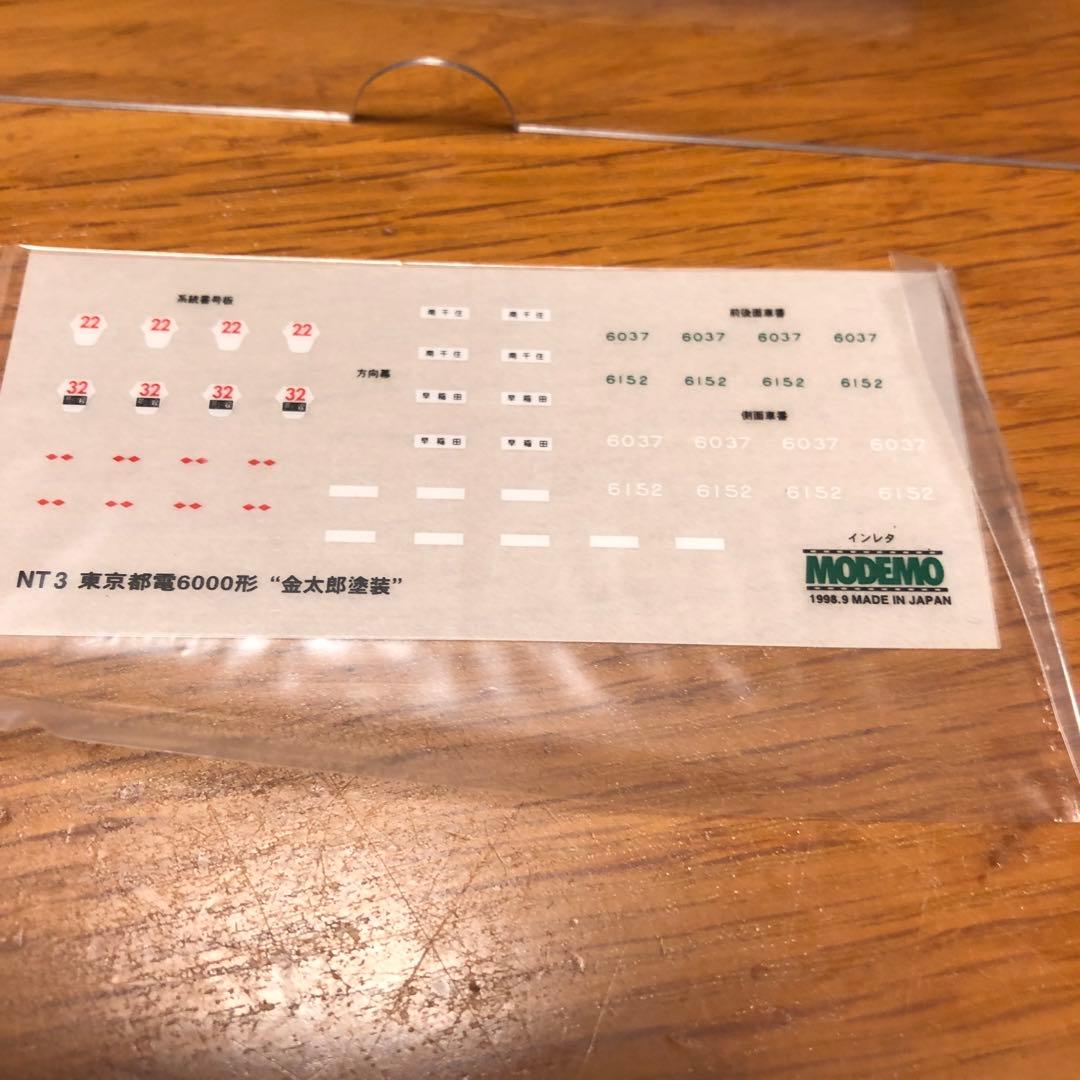 系統番号板
22 22 22 22
32 32 32 32
方向幕
南千住 南千住
南千住 南千住
早稲田 早稲田
早稲田 早稲田
前後面車番
6037 6037 6037 6037
6152 6152 6152 6152
側面車番
6037 6037 6037 6037
6152 6152 6152 6152
インレタ
MODEMO
1998.9 MADE IN JAPAN
NT3 東京都電6000形 “金太郎塗装”